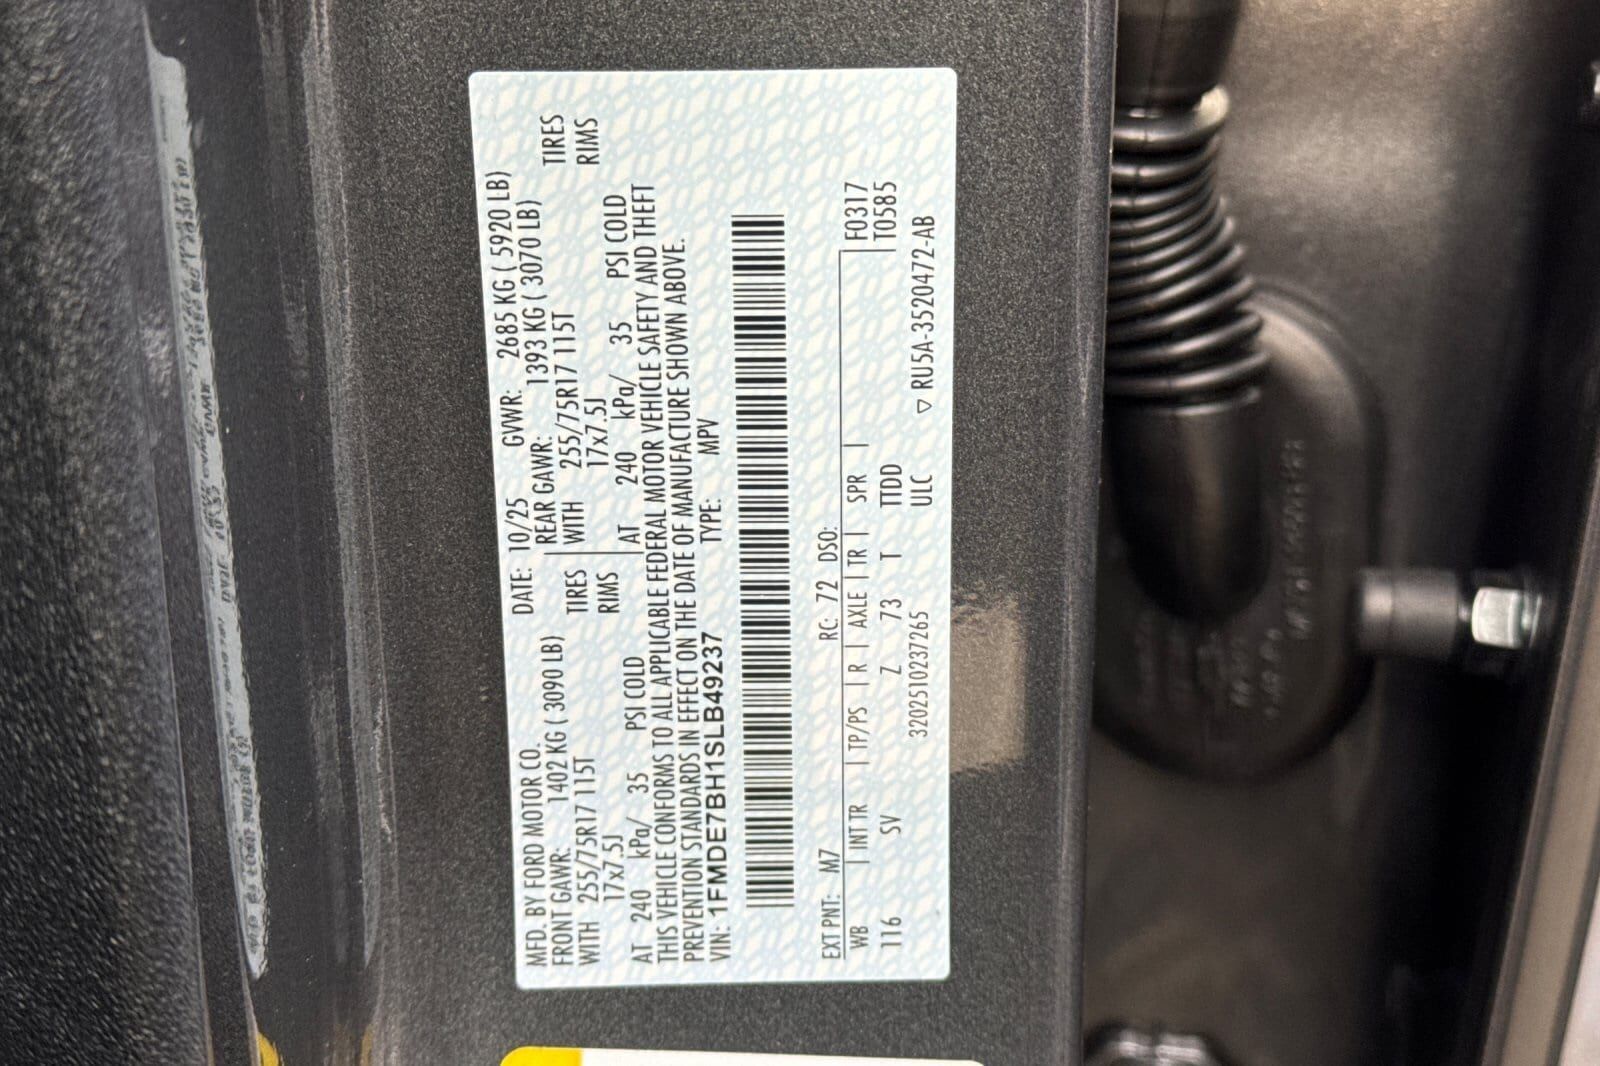 MFD. BY FORD MOTOR CO.
DATE: 10/25 GVWR: 2685 KG ( 5920 LB)
FRONT GAWR: 1402 KG ( 3090 LB) REAR GAWR: 1393 KG ( 3070 LB)
WITH 255/75R17 115T TIRES WITH 255/75R17 115T TIRES
17x7.5J RIMS 17x7.5J RIMS
AT 240 kPa/ 35 PSI COLD AT 240 kPa/ 35 PSI COLD
THIS VEHICLE CONFORMS TO ALL APPLICABLE FEDERAL MOTOR VEHICLE SAFETY AND THEFT
PREVENTION STANDARDS IN EFFECT ON THE DATE OF MANUFACTURE SHOWN ABOVE.
VIN: 1FMDE7BH1SLB49237 TYPE: MPV
EXT PNT: M7 RC: 72 DSO: F0317
WB INT TR TP/PS R AXLE TR SPR T0585
116 SV Z 73 T TTDD
3202510237265 ULC ▽ RU5A-3520472-AB